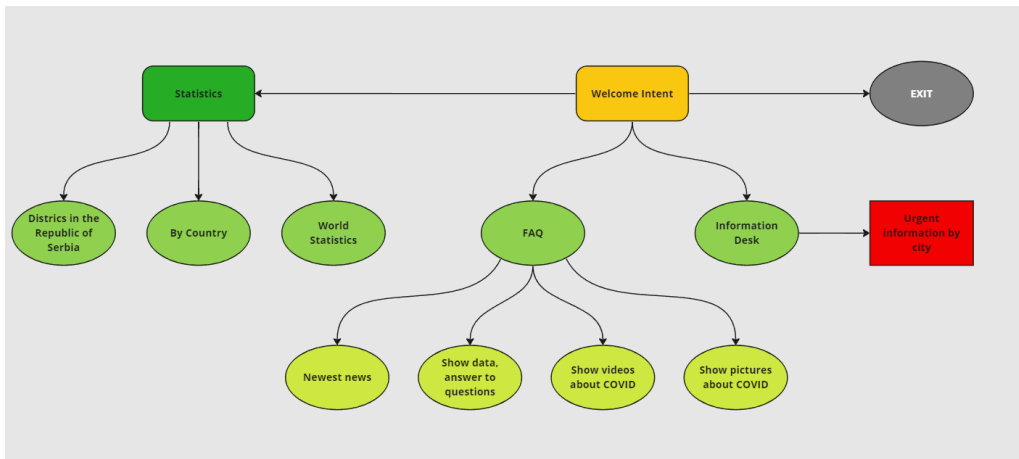 Statistics
Welcome Intent
EXIT
Districs in the
Republic of
Serbia
By Country
World
Statistics
FAQ
Information
Desk
Urgent
information by
city
Newest news
Show data,
answer to
questions
Show videos
about COVID
Show pictures
about COVID